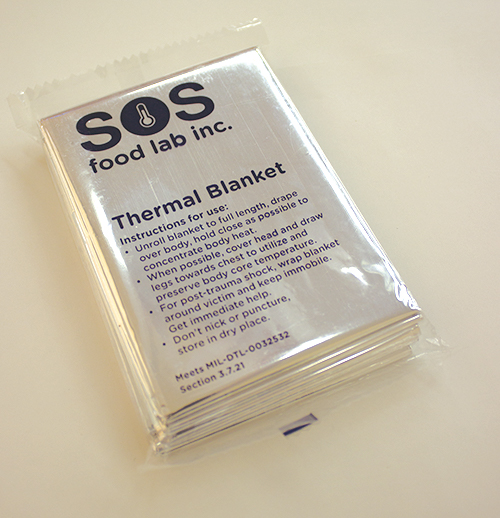 SOS
food lab inc.
Thermal Blanket
Instructions for use:
• Unroll blanket to full length, drape
over body, hold close as possible to
concentrate body heat.
• When possible, cover head and draw
legs towards chest to utilize and
preserve body core temperature.
• For post-trauma shock, wrap blanket
around victim and keep immobile.
Get immediate help.
• Don't nick or puncture,
store in dry place.
Meets MIL-DTL-0032532
Section 3.7.21